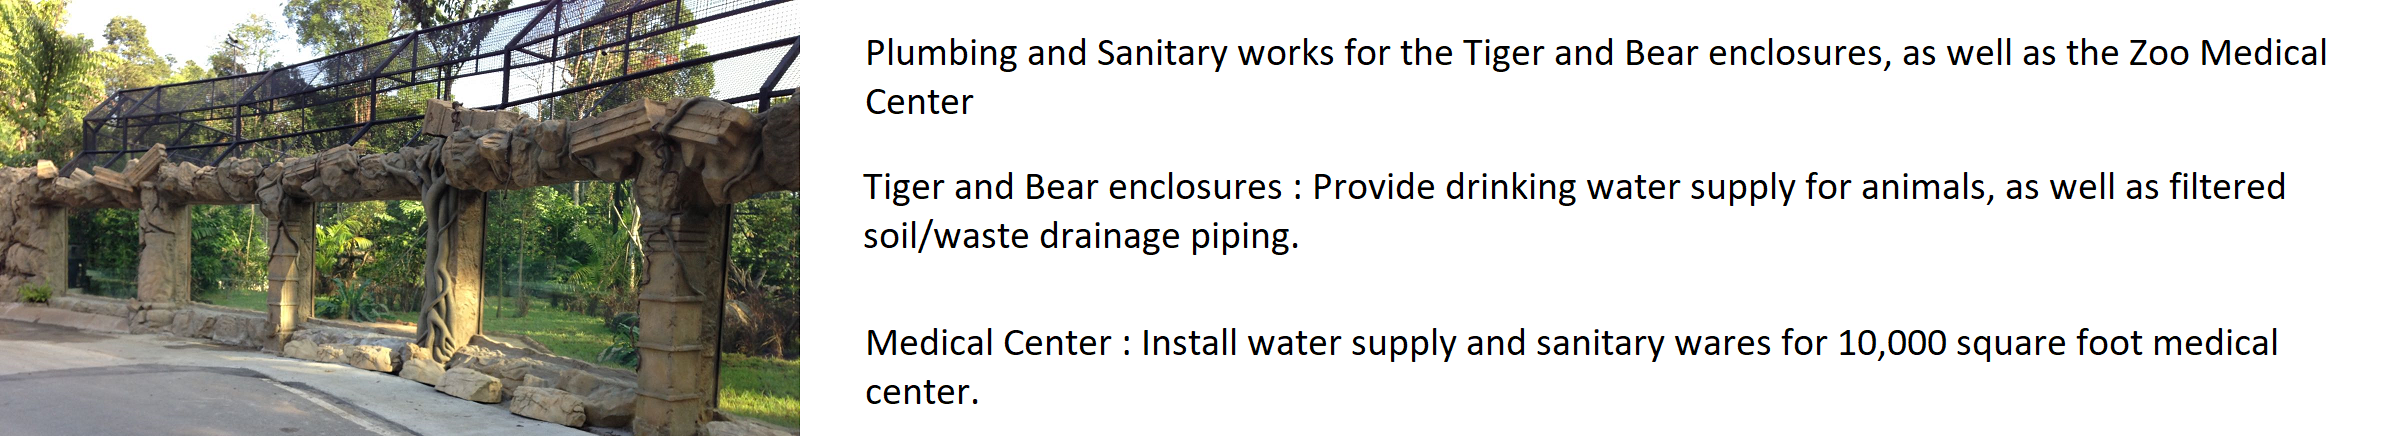 Plumbing and Sanitary works for the Tiger and Bear enclosures, as well as the Zoo Medical
Center
Tiger and Bear enclosures : Provide drinking water supply for animals, as well as filtered
soil/waste drainage piping.
Medical Center : Install water supply and sanitary wares for 10,000 square foot medical
center.